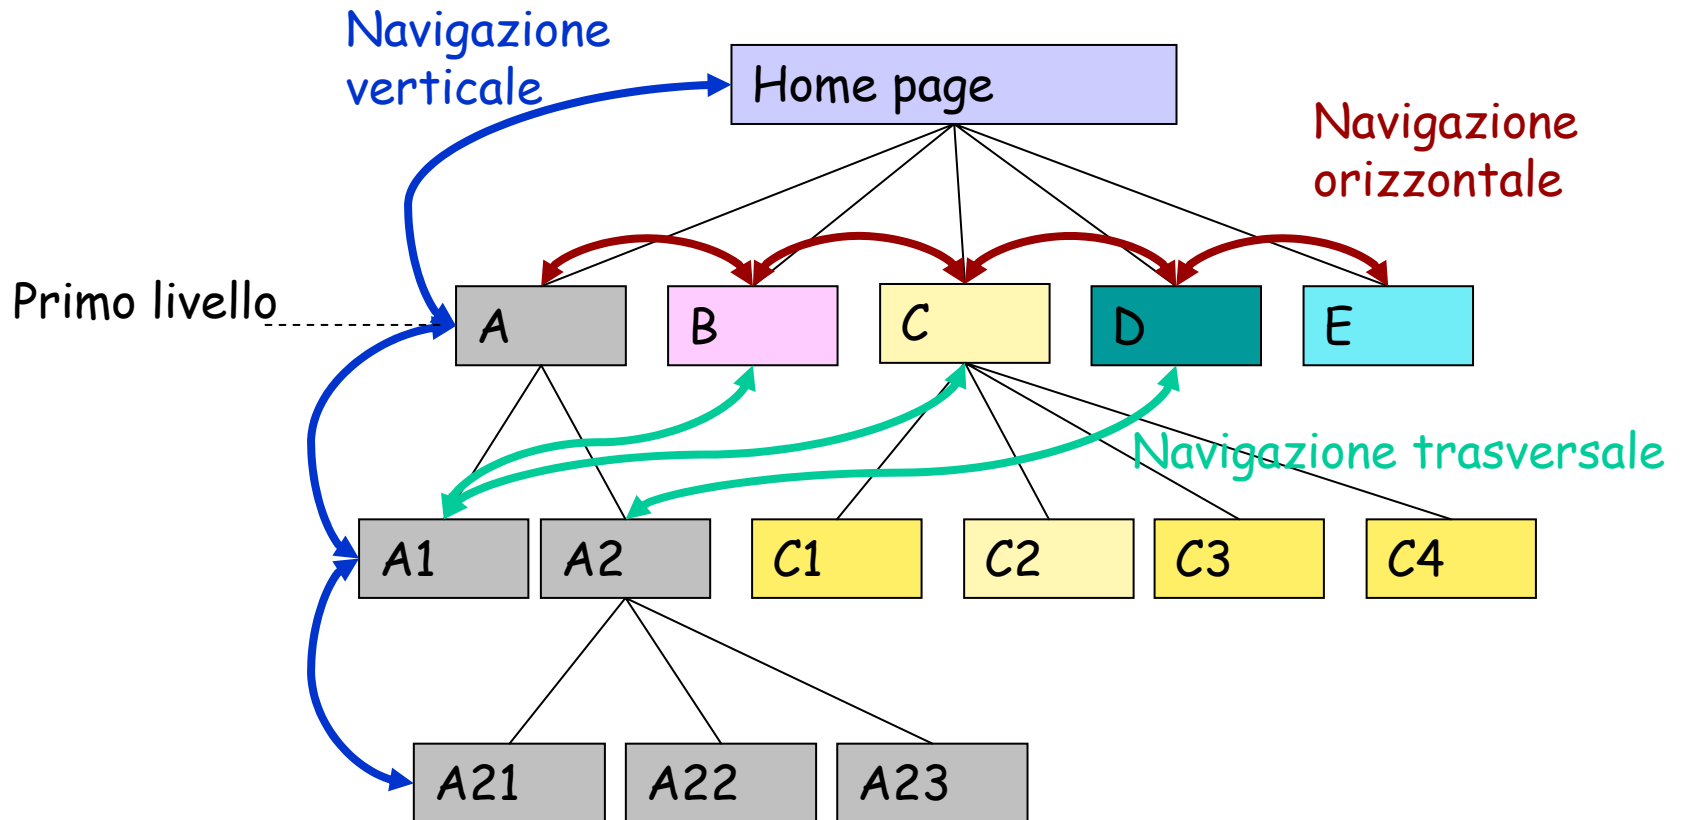 Navigazione
verticale
Home page
Navigazione
orizzontale
Primo livello
A
B
C
D
E
Navigazione trasversale
A1
A2
C1
C2
C3
C4
A21
A22
A23